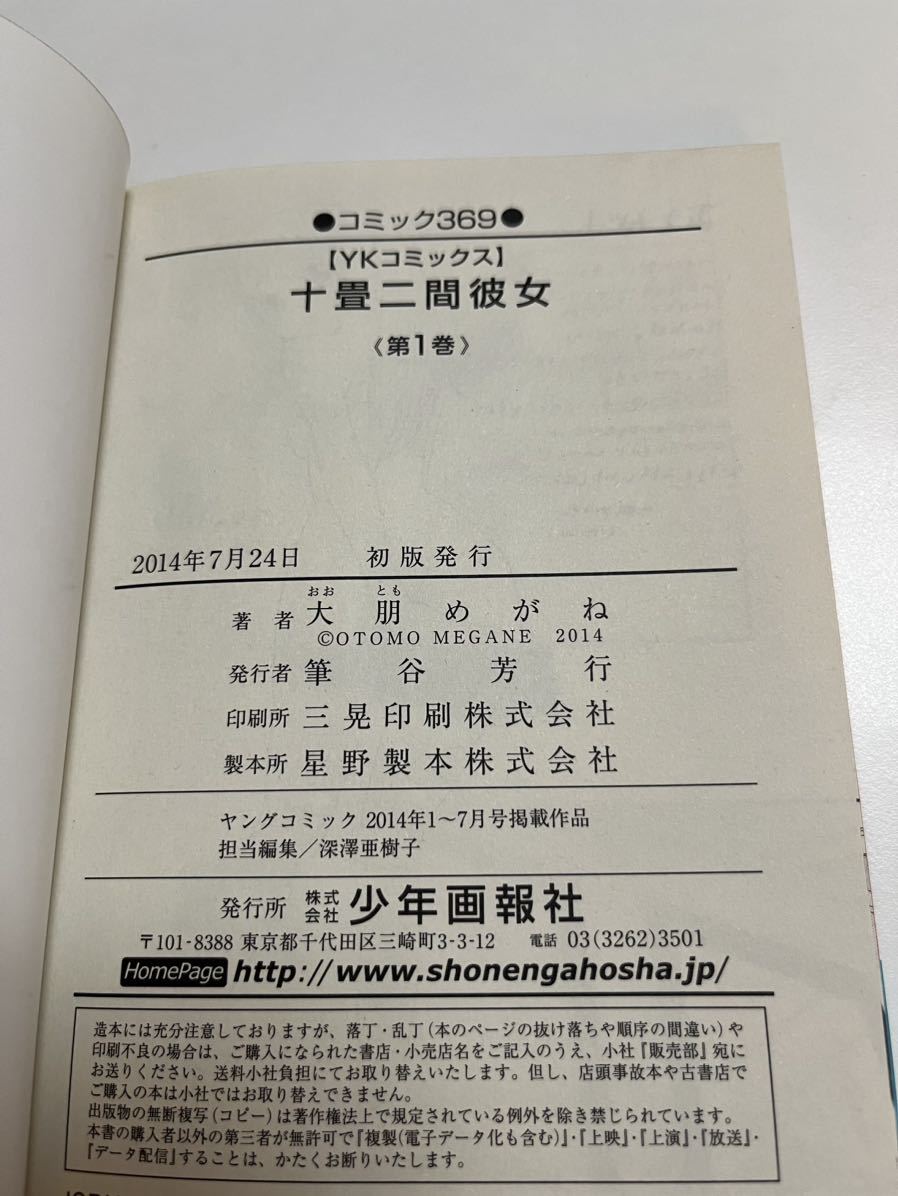 ●コミック369●
【YKコミックス】
十畳二間彼女
《第1巻》
2014年7月24日　初版発行
おお　とも
著　者　大朋めがね
©OTOMO MEGANE 2014
発行者　筆谷芳行
印刷所　三晃印刷株式会社
製本所　星野製本株式会社
ヤングコミック 2014年1〜7月号掲載作品
担当編集／深澤亜樹子
発行所　株式会社　少年画報社
〒101-8388 東京都千代田区三崎町3-3-12　電話 03(3262)3501
HomePage http://www.shonengahosha.jp/
造本には充分注意しておりますが、落丁・乱丁(本のページの抜け落ちや順序の間違い)や
印刷不良の場合は、ご購入になられた書店・小売店名をご記入のうえ、小社『販売部』宛に
お送りください。送料小社負担にてお取り替えいたします。但し、店頭事故本や古書店で
ご購入の本は小社ではお取り替えできません。
出版物の無断複写(コピー)は著作権法上で規定されている例外を除き禁じられています。
本書の購入者以外の第三者が無許可で『複製(電子データ化も含む)』・『上映』・『上演』・『放送』・
『データ配信』することは、かたくお断りいたします。